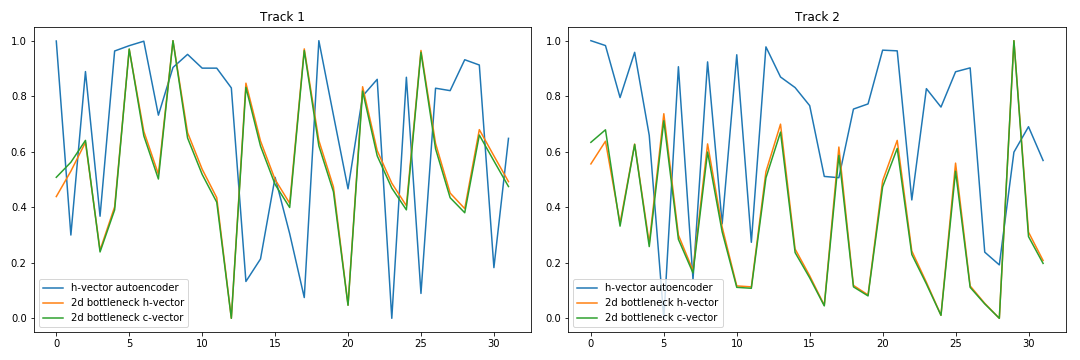 Track 1
1.0
0.8
0.6
0.4
0.2
0.0
h-vector autoencoder
2d bottleneck h-vector
2d bottleneck c-vector
0 5 10 15 20 25 30
Track 2
1.0
0.8
0.6
0.4
0.2
0.0
h-vector autoencoder
2d bottleneck h-vector
2d bottleneck c-vector
0 5 10 15 20 25 30